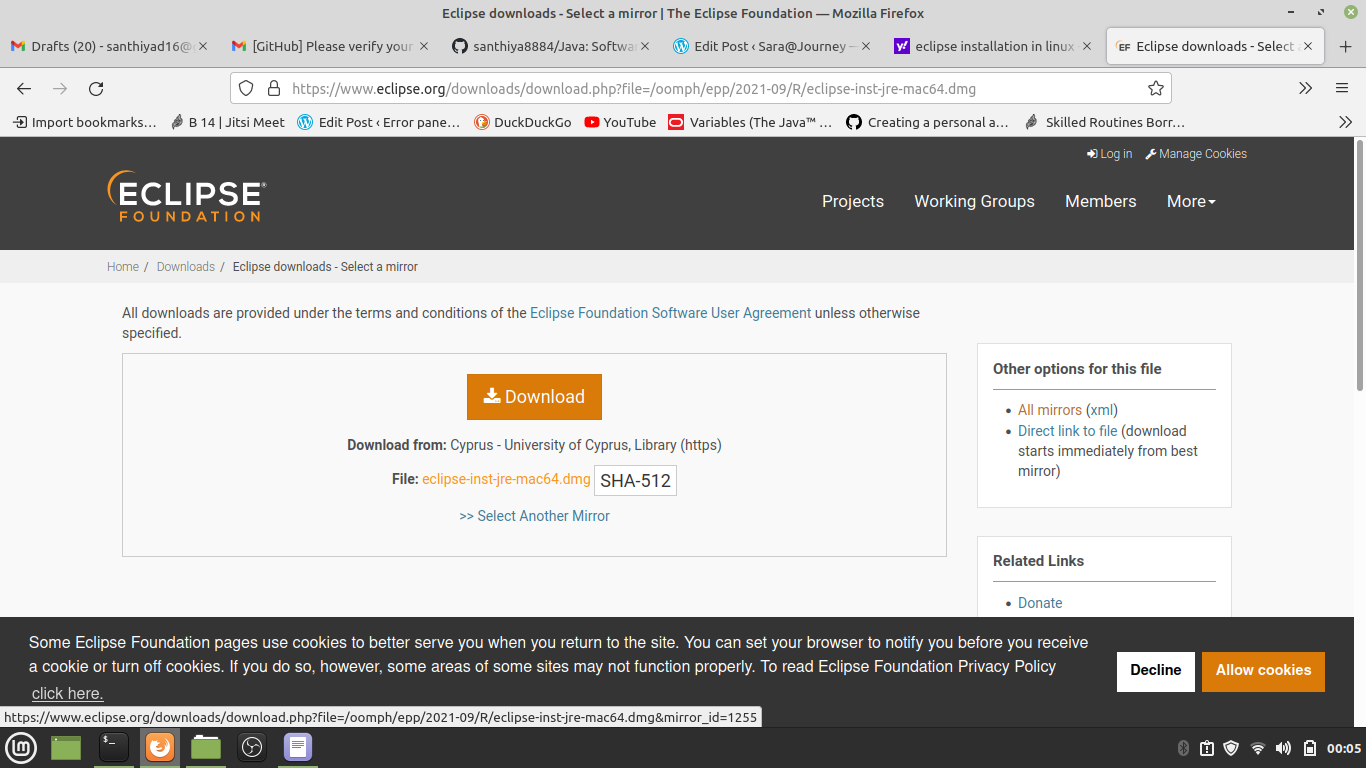 Eclipse downloads - Select a mirror | The Eclipse Foundation — Mozilla Firefox
Drafts (20) - santhiyad16@
[GitHub] Please verify your
santhiya8884/Java: Softwa
Edit Post ‹ Sara@Journey —
eclipse installation in linux
EF Eclipse downloads - Select a
https://www.eclipse.org/downloads/download.php?file=/oomph/epp/2021-09/R/eclipse-inst-jre-mac64.dmg
Import bookmarks…
B 14 | Jitsi Meet
Edit Post ‹ Error pane…
DuckDuckGo
YouTube
Variables (The Java™ …
Creating a personal a…
Skilled Routines Borr…
Log in
Manage Cookies
ECLIPSE®
FOUNDATION
Projects
Working Groups
Members
More
Home / Downloads / Eclipse downloads - Select a mirror
All downloads are provided under the terms and conditions of the Eclipse Foundation Software User Agreement unless otherwise
specified.
Download
Download from: Cyprus - University of Cyprus, Library (https)
File: eclipse-inst-jre-mac64.dmg SHA-512
>> Select Another Mirror
Other options for this file
All mirrors (xml)
Direct link to file (download
starts immediately from best
mirror)
Related Links
Donate
Some Eclipse Foundation pages use cookies to better serve you when you return to the site. You can set your browser to notify you before you receive
a cookie or turn off cookies. If you do so, however, some areas of some sites may not function properly. To read Eclipse Foundation Privacy Policy
click here.
Decline
Allow cookies
https://www.eclipse.org/downloads/download.php?file=/oomph/epp/2021-09/R/eclipse-inst-jre-mac64.dmg&mirror_id=1255
00:05